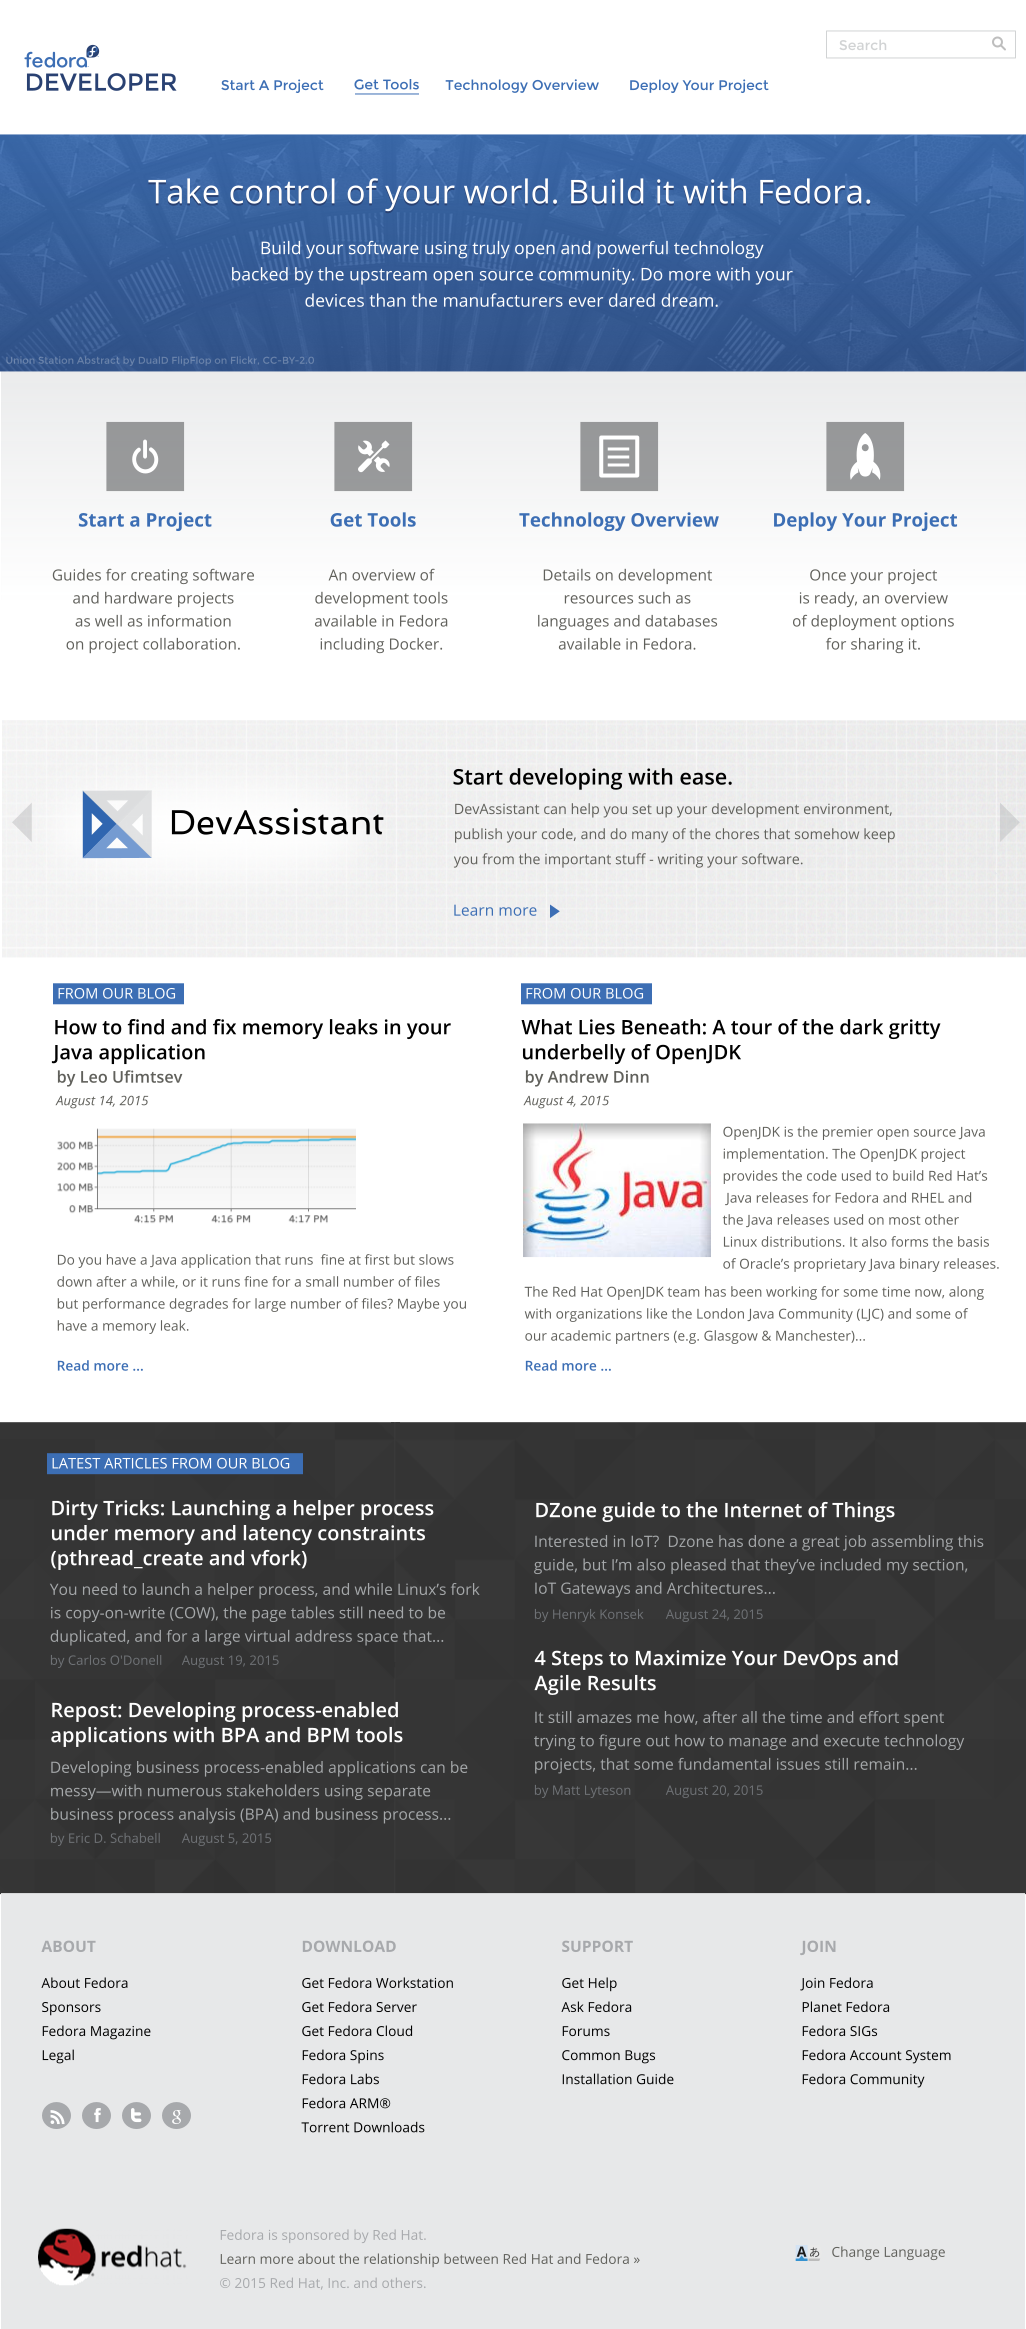 fedora
DEVELOPER
Search
Start A Project
Get Tools
Technology Overview
Deploy Your Project
Take control of your world. Build it with Fedora.
Build your software using truly open and powerful technology
backed by the upstream open source community. Do more with your
devices than the manufacturers ever dared dream.
Union Station Abstract by DualD FlipFlop on Flickr, CC-BY-2.0
Start a Project
Guides for creating software
and hardware projects
as well as information
on project collaboration.
Get Tools
An overview of
development tools
available in Fedora
including Docker.
Technology Overview
Details on development
resources such as
languages and databases
available in Fedora.
Deploy Your Project
Once your project
is ready, an overview
of deployment options
for sharing it.
DevAssistant
Start developing with ease.
DevAssistant can help you set up your development environment,
publish your code, and do many of the chores that somehow keep
you from the important stuff - writing your software.
Learn more
FROM OUR BLOG
How to find and fix memory leaks in your
Java application
by Leo Ufimtsev
August 14, 2015
300 MB
200 MB
100 MB
0 MB
4:15 PM
4:16 PM
4:17 PM
Do you have a Java application that runs  fine at first but slows
down after a while, or it runs fine for a small number of files
but performance degrades for large number of files? Maybe you
have a memory leak.
Read more ...
FROM OUR BLOG
What Lies Beneath: A tour of the dark gritty
underbelly of OpenJDK
by Andrew Dinn
August 4, 2015
Java
OpenJDK is the premier open source Java
implementation. The OpenJDK project
provides the code used to build Red Hat’s
Java releases for Fedora and RHEL and
the Java releases used on most other
Linux distributions. It also forms the basis
of Oracle’s proprietary Java binary releases.
The Red Hat OpenJDK team has been working for some time now, along
with organizations like the London Java Community (LJC) and some of
our academic partners (e.g. Glasgow & Manchester)...
Read more ...
LATEST ARTICLES FROM OUR BLOG
Dirty Tricks: Launching a helper process
under memory and latency constraints
(pthread_create and vfork)
You need to launch a helper process, and while Linux’s fork
is copy-on-write (COW), the page tables still need to be
duplicated, and for a large virtual address space that...
by Carlos O'Donell August 19, 2015
Repost: Developing process-enabled
applications with BPA and BPM tools
Developing business process-enabled applications can be
messy—with numerous stakeholders using separate
business process analysis (BPA) and business process...
by Eric D. Schabell August 5, 2015
DZone guide to the Internet of Things
Interested in IoT?  Dzone has done a great job assembling this
guide, but I’m also pleased that they’ve included my section,
IoT Gateways and Architectures...
by Henryk Konsek August 24, 2015
4 Steps to Maximize Your DevOps and
Agile Results
It still amazes me how, after all the time and effort spent
trying to figure out how to manage and execute technology
projects, that some fundamental issues still remain...
by Matt Lyteson August 20, 2015
ABOUT
About Fedora
Sponsors
Fedora Magazine
Legal
DOWNLOAD
Get Fedora Workstation
Get Fedora Server
Get Fedora Cloud
Fedora Spins
Fedora Labs
Fedora ARM®
Torrent Downloads
SUPPORT
Get Help
Ask Fedora
Forums
Common Bugs
Installation Guide
JOIN
Join Fedora
Planet Fedora
Fedora SIGs
Fedora Account System
Fedora Community
redhat.
Fedora is sponsored by Red Hat.
Learn more about the relationship between Red Hat and Fedora »
© 2015 Red Hat, Inc. and others.
Aあ Change Language